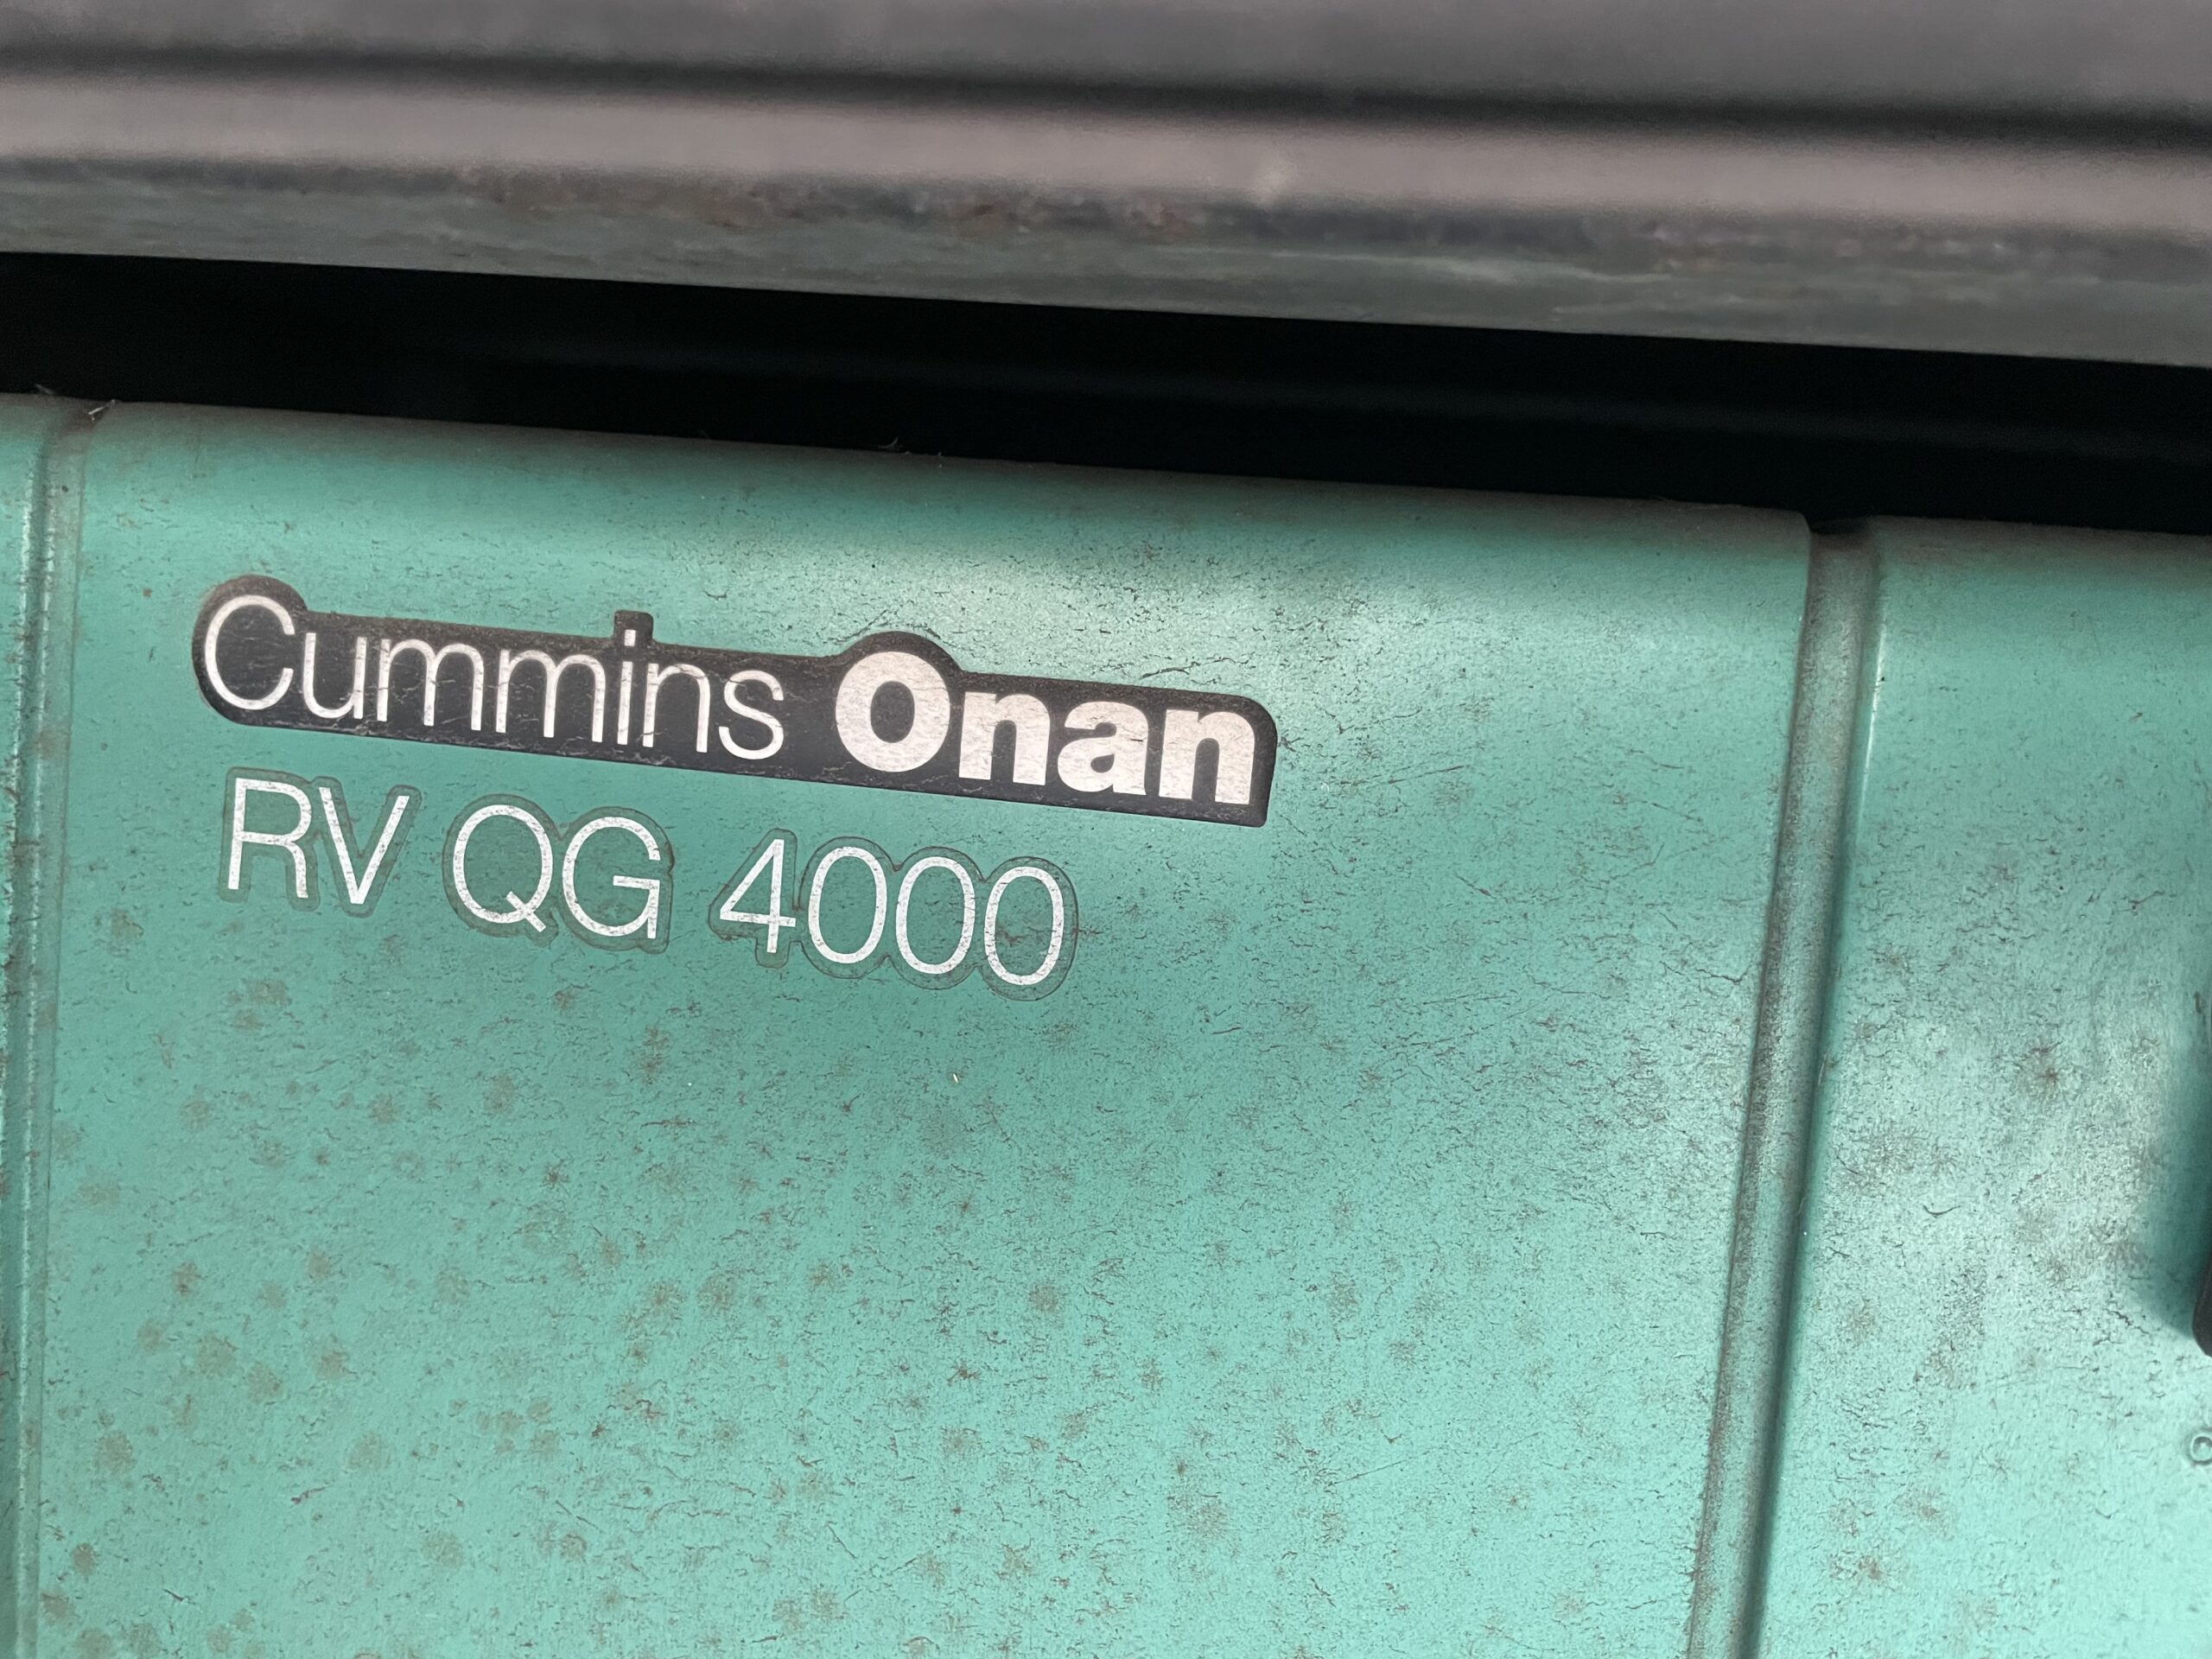 Cummins Onan
RV QG 4000